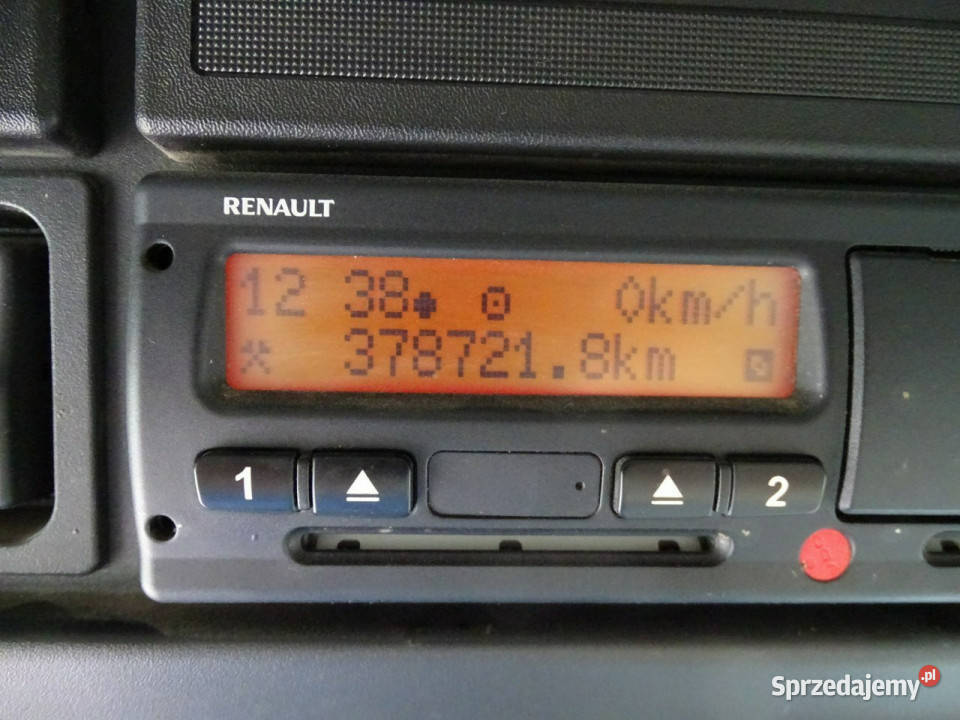 RENAULT
12 38 0km/h
378721.8km
1 2
Sprzedajemy.pl